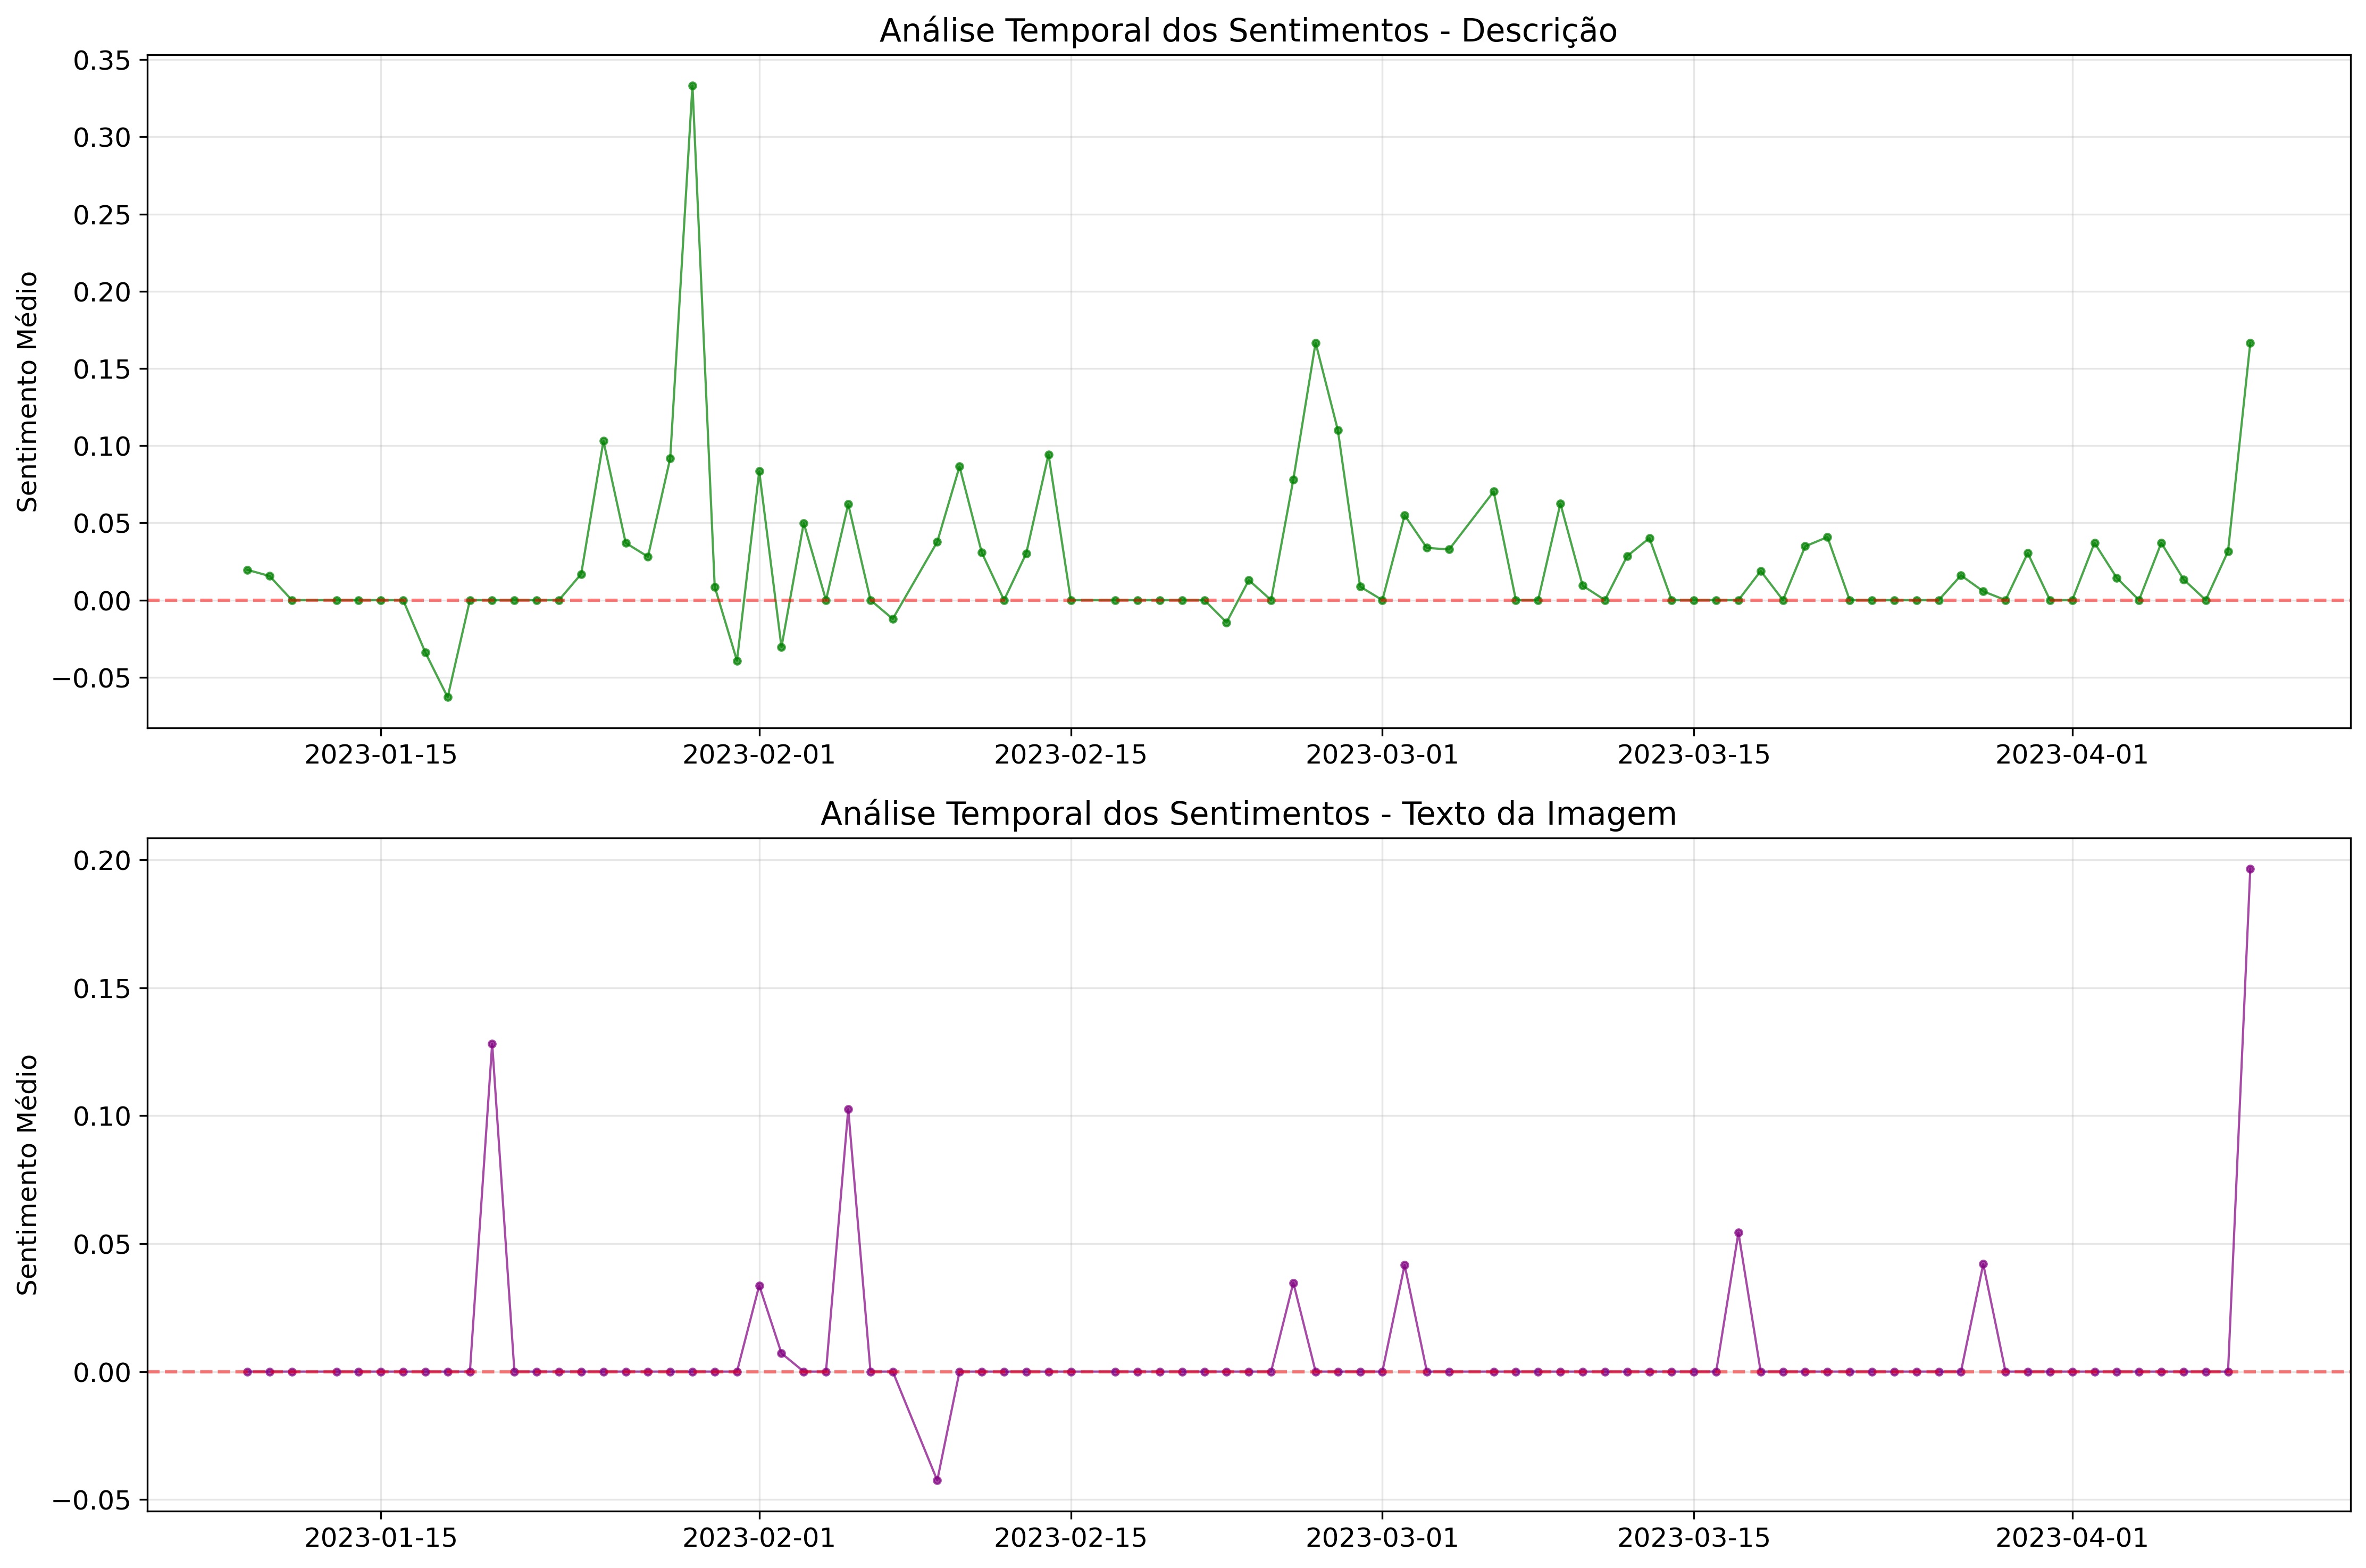 Análise Temporal dos Sentimentos - Descrição
0.35
0.30
0.25
0.20
0.15
0.10
0.05
0.00
−0.05
Sentimento Médio
2023-01-15 2023-02-01 2023-02-15 2023-03-01 2023-03-15 2023-04-01
Análise Temporal dos Sentimentos - Texto da Imagem
0.20
0.15
0.10
0.05
0.00
−0.05
Sentimento Médio
2023-01-15 2023-02-01 2023-02-15 2023-03-01 2023-03-15 2023-04-01